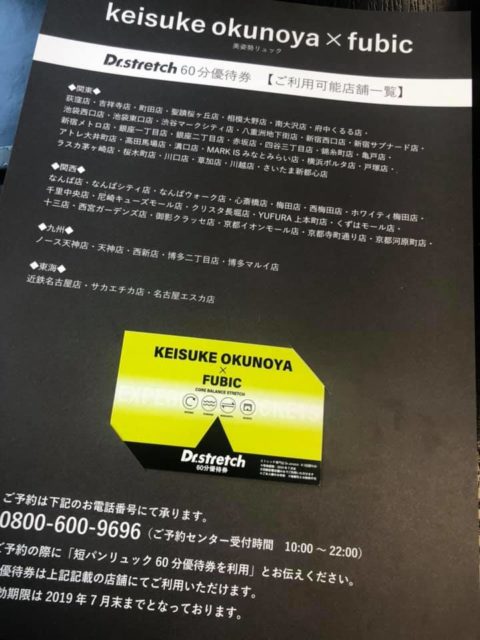 keisuke okunoya × fubic
美姿勢リュック
Dr.stretch 60分優待券 【ご利用可能店舗一覧】
◆関東◆
荻窪店・吉祥寺店・町田店・聖蹟桜ヶ丘店・相模大野店・南大沢店・府中くるる店・
池袋西口店・池袋東口店・渋谷マークシティ店・八重洲地下街店・新宿西口店・新宿サブナード店・
新宿メトロ店・銀座一丁目店・銀座二丁目店・赤坂店・四谷三丁目店・錦糸町店・亀戸店・
アトレ大井町店・高田馬場店・溝口店・MARK ISみなとみらい店・横浜ポルタ店・戸塚店・
ラスカ茅ヶ崎店・桜木町店・川口店・草加店・川越店・さいたま新都心店
◆関西◆
なんば店・なんばシティ店・なんばウォーク店・心斎橋店・梅田店・西梅田店・ホワイティ梅田店・
千里中央店・尼崎キューズモール店・クリスタ長堀店・YUFURA上本町店・くずはモール店・
十三店・西宮ガーデンズ店・御影クラッセ店・京都イオンモール店・京都寺町通り店・京都河原町店・
◆九州◆
ノース天神店・天神店・西新店・博多二丁目店・博多マルイ店
◆東海◆
近鉄名古屋店・サカエチカ店・名古屋エスカ店
KEISUKE OKUNOYA
×
FUBIC
CORE BALANCE STRETCH
Dr.stretch
60分優待券
ご予約は下記のお電話番号にて承ります。
0800-600-9696（ご予約センター受付時間 10:00～22:00）
ご予約の際に「短パンリュック60分優待券を利用」とお伝えください。
優待券は上記記載の店舗にてご利用いただけます。
効期限は2019年7月末までとなっております。